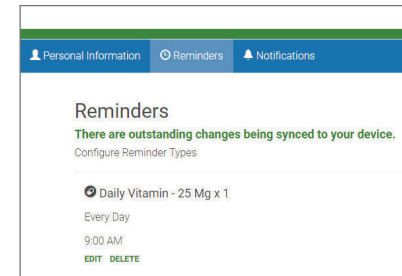 Personal Information Reminders Notifications
Reminders
There are outstanding changes being synced to your device.
Configure Reminder Types
Daily Vitamin - 25 Mg x 1
Every Day
9:00 AM
EDIT DELETE